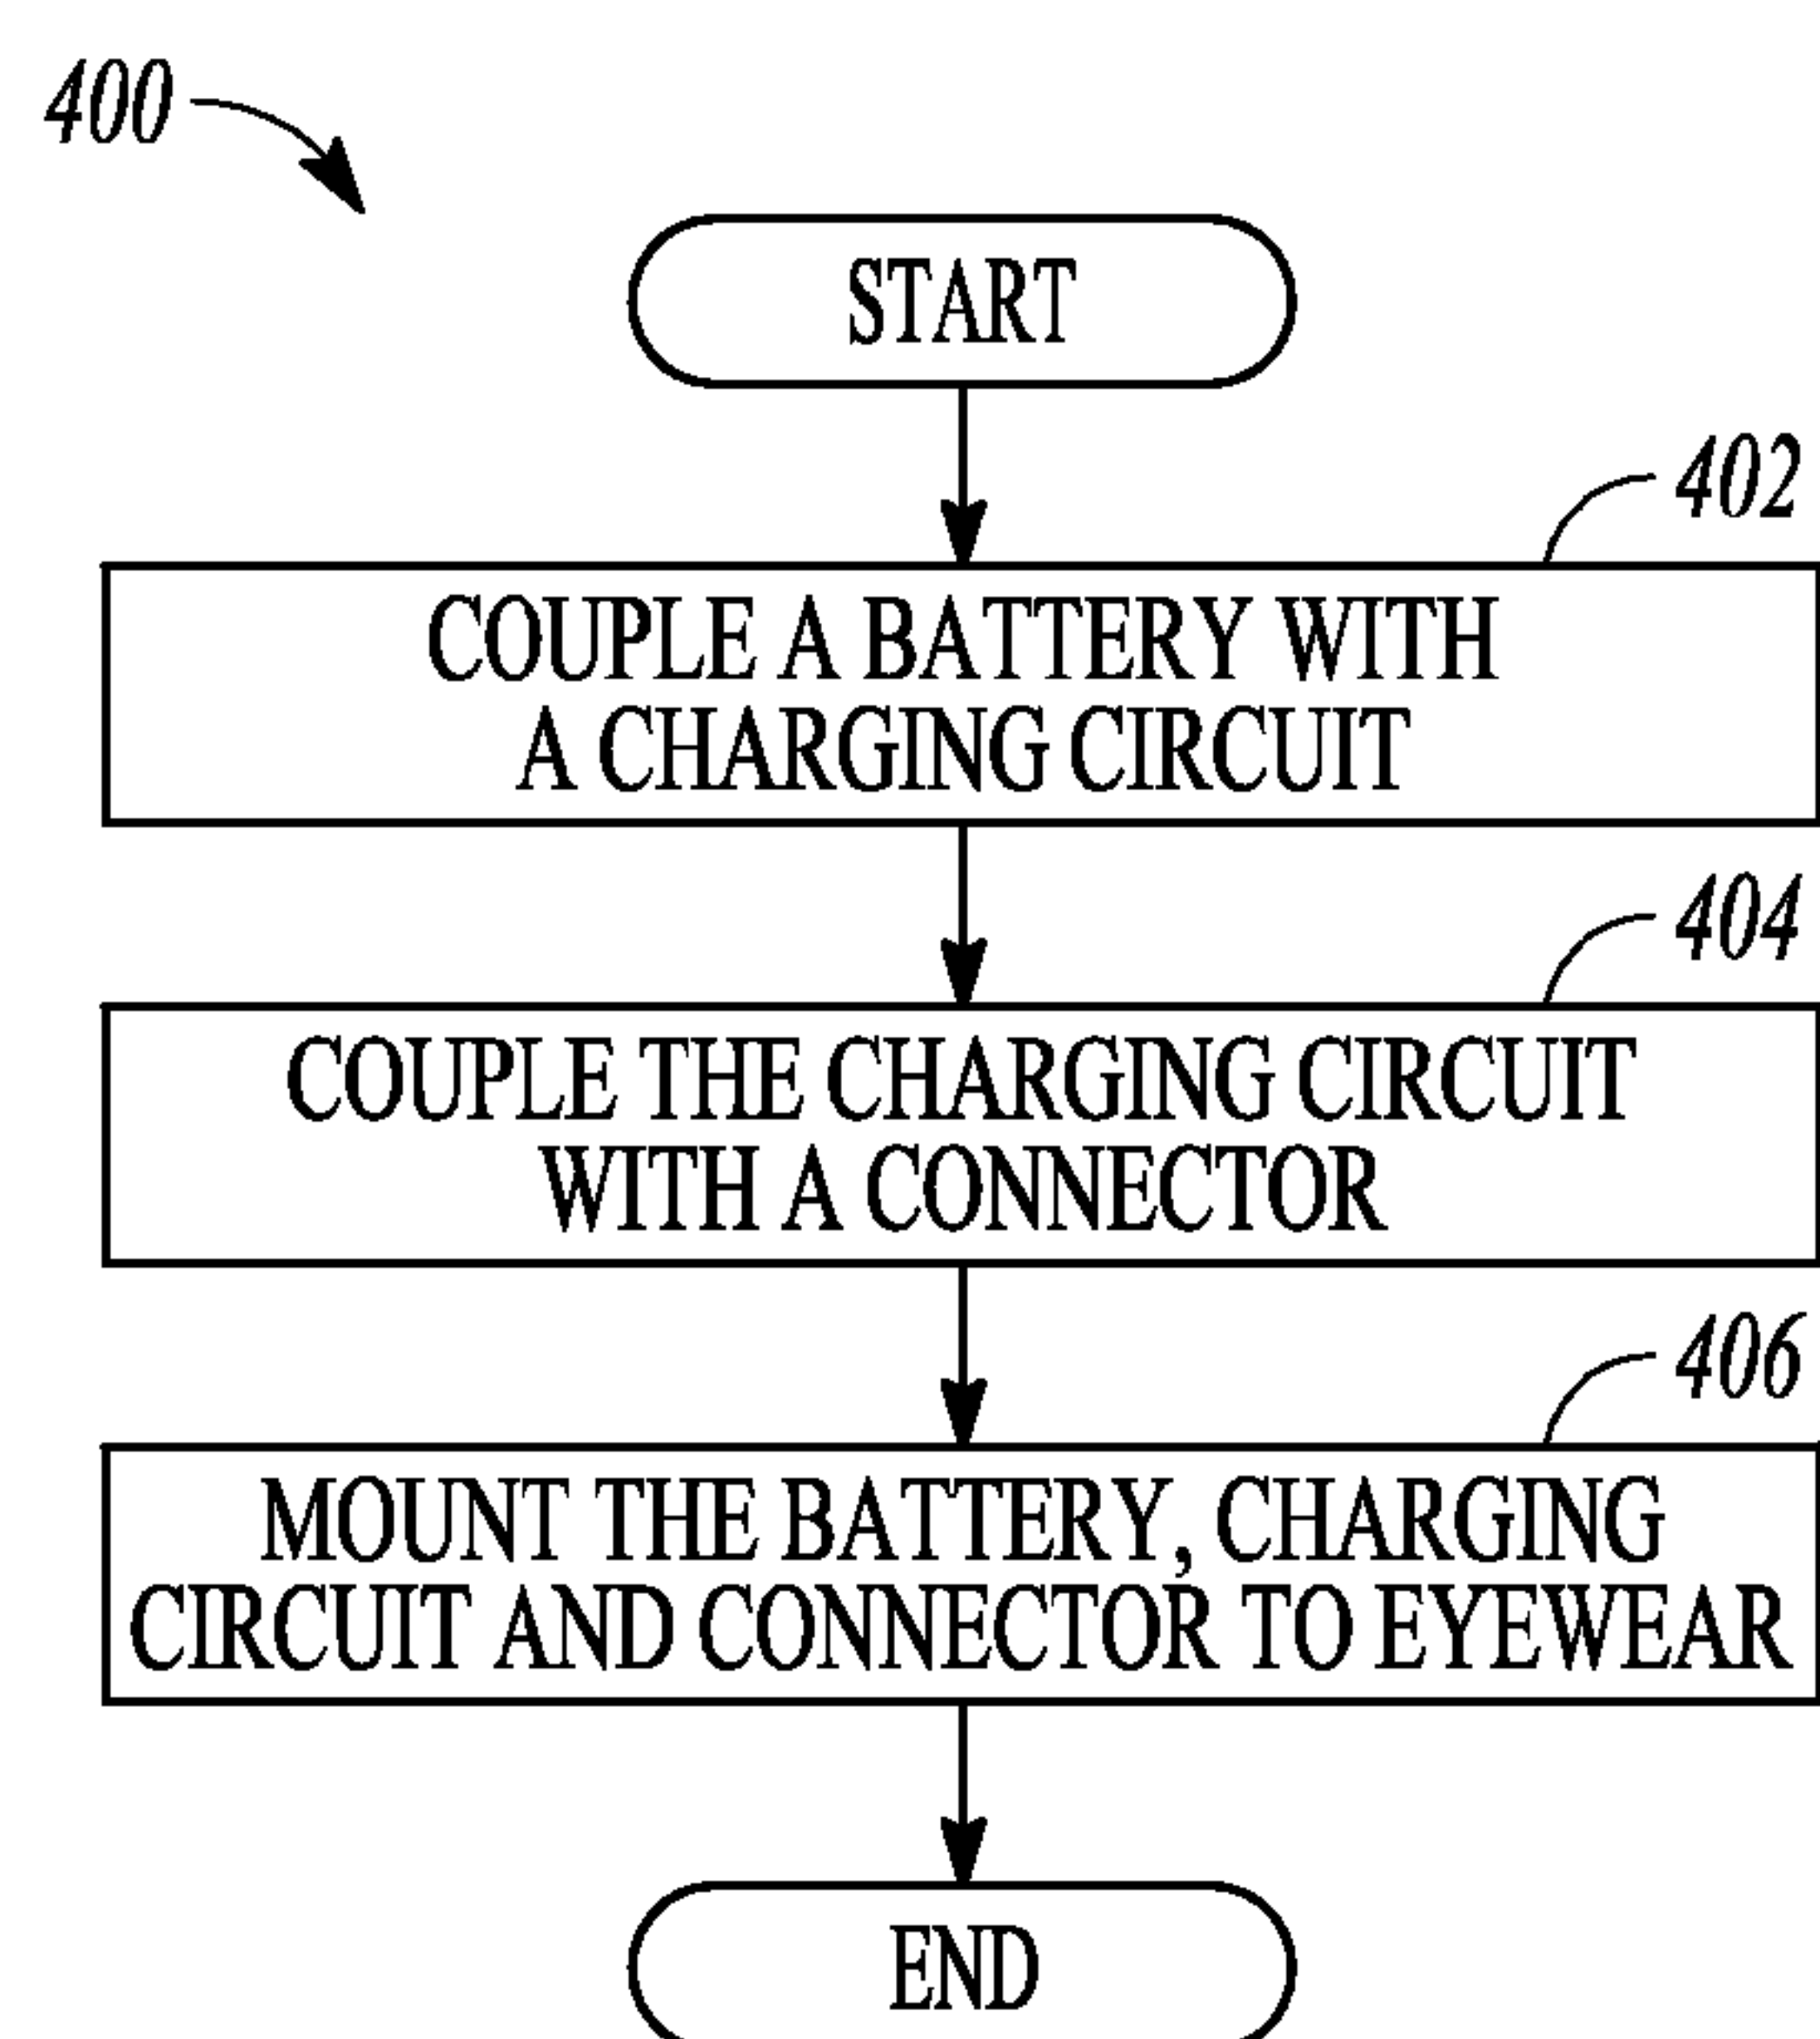 400
START
402
COUPLE A BATTERY WITH
A CHARGING CIRCUIT
404
COUPLE THE CHARGING CIRCUIT
WITH A CONNECTOR
406
MOUNT THE BATTERY, CHARGING
CIRCUIT AND CONNECTOR TO EYEWEAR
END